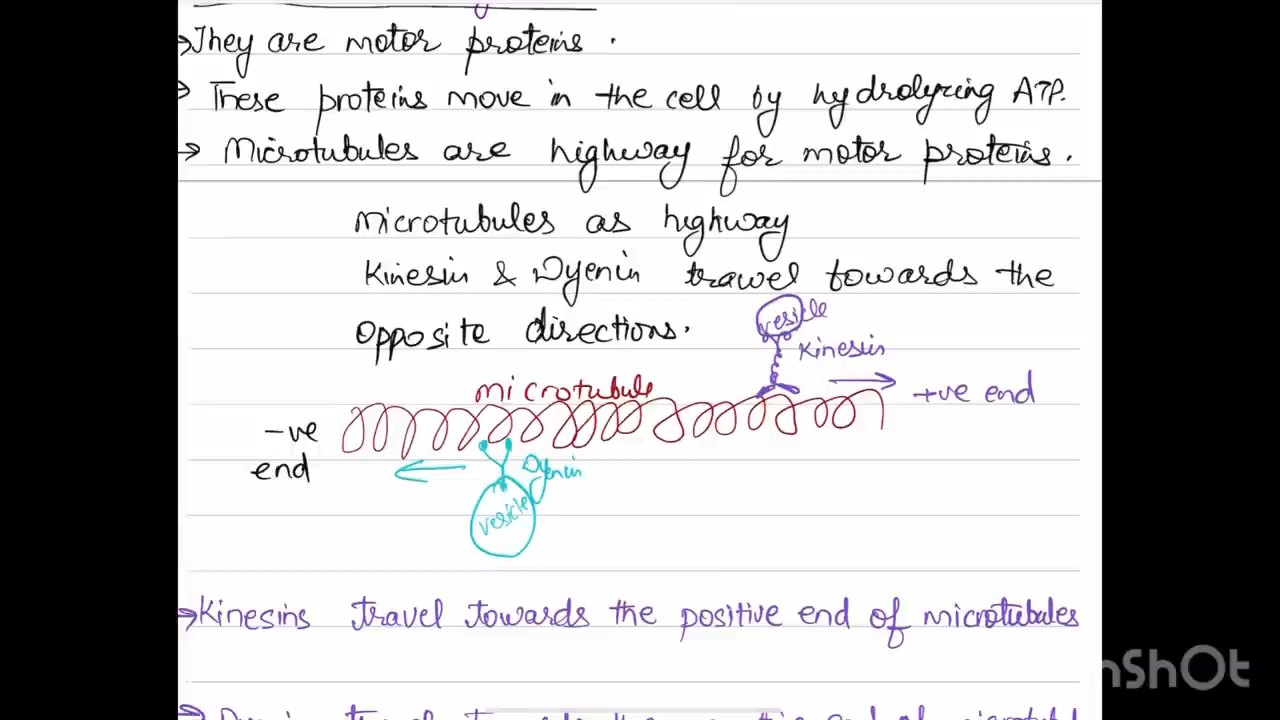 →They are motor proteins.
→ These proteins move in the cell by hydrolyzing ATP.
→ Microtubules are highway for motor proteins.
Microtubules as highway
Kinesin & Dyenin travel towards the
opposite directions.
vesicle
Kinesin
microtubule
+ve end
-ve
end
Dyenin
vesicle
→Kinesins travel towards the positive end of microtubules
nShOt